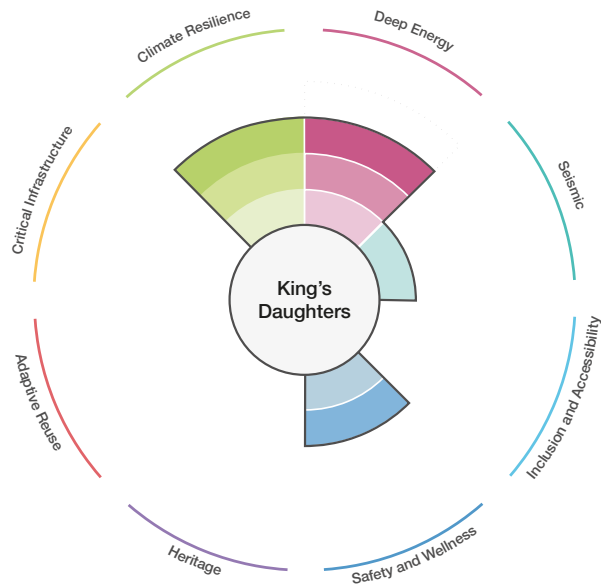 Climate Resilience
Deep Energy
Critical Infrastructure
Seismic
King's
Daughters
Adaptive Reuse
Inclusion and Accessibility
Heritage
Safety and Wellness